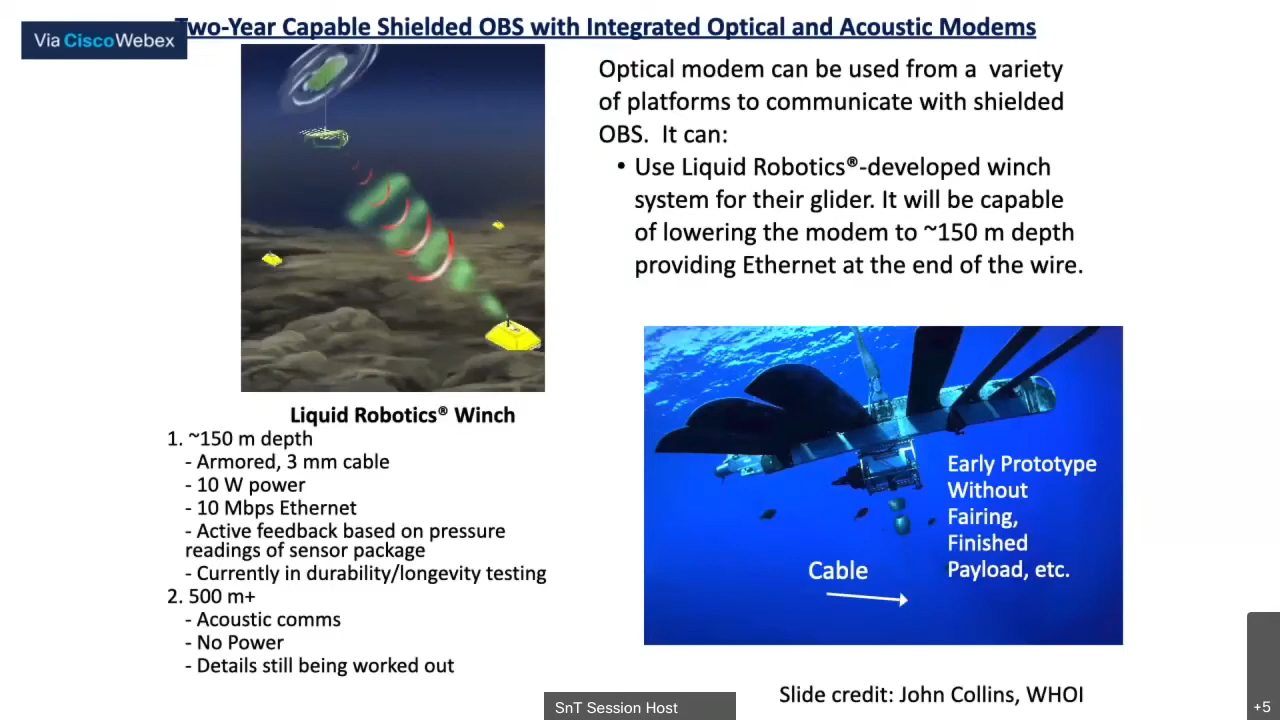 Two-Year Capable Shielded OBS with Integrated Optical and Acoustic Modems
Via Cisco Webex
Optical modem can be used from a variety
of platforms to communicate with shielded
OBS. It can:
• Use Liquid Robotics®-developed winch
system for their glider. It will be capable
of lowering the modem to ~150 m depth
providing Ethernet at the end of the wire.
Liquid Robotics® Winch
1. ~150 m depth
- Armored, 3 mm cable
- 10 W power
- 10 Mbps Ethernet
- Active feedback based on pressure
readings of sensor package
- Currently in durability/longevity testing
2. 500 m+
- Acoustic comms
- No Power
- Details still being worked out
Early Prototype
Without
Fairing,
Finished
Payload, etc.
Cable
Slide credit: John Collins, WHOI
SnT Session Host
+5